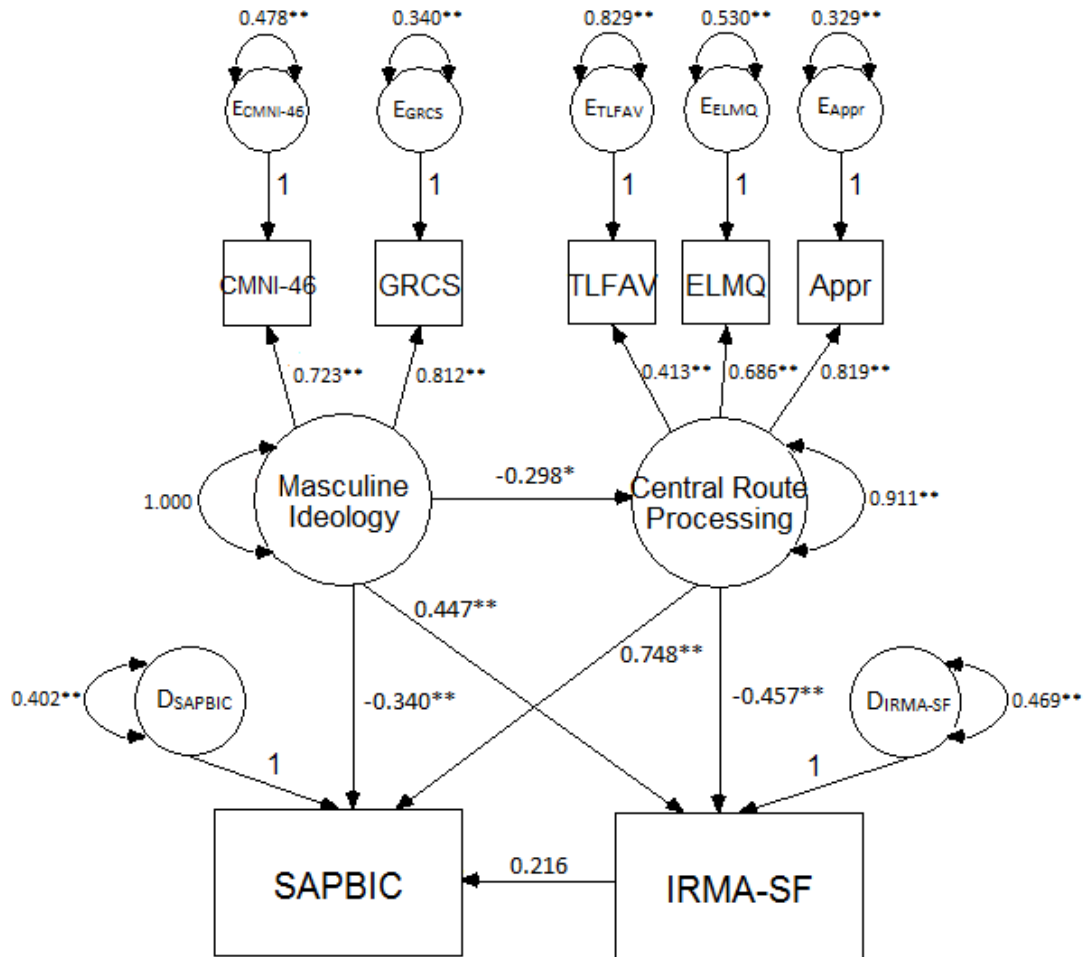 0.478**
0.340**
0.829**
0.530**
0.329**
ECMNI-46
EGRCS
ETLFAV
EELMQ
EAppr
1
1
1
1
1
CMNI-46
GRCS
TLFAV
ELMQ
Appr
0.723**
0.812**
0.413**
0.686**
0.819**
1.000
Masculine
Ideology
-0.298*
Central Route
Processing
0.911**
0.447**
0.748**
0.402**
DSAPBIC
-0.340**
-0.457**
DIRMA-SF
0.469**
1
1
SAPBIC
0.216
IRMA-SF